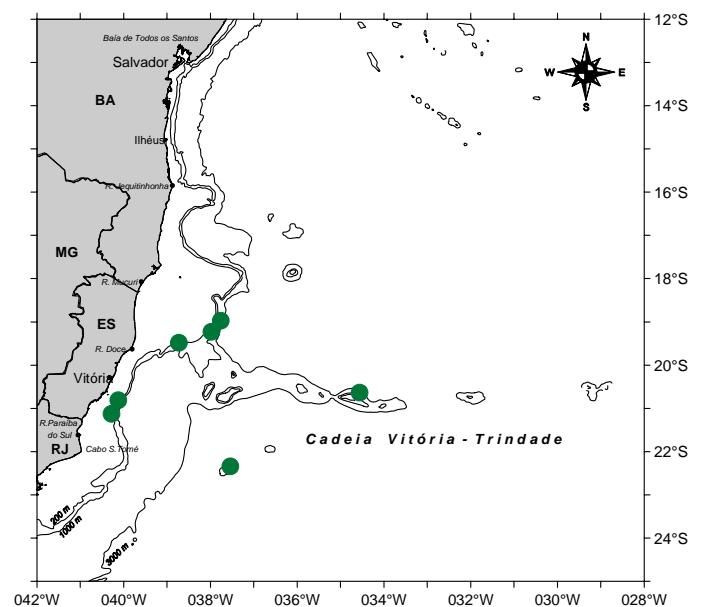 12°S
Baía de Todos os Santos
N
Salvador
W
E
BA
S
14°S
Ilhéus
R. Jequitinhonha
16°S
MG
18°S
R. Mucuri
ES
R. Doce
20°S
Vitória
R.Paraíba
do Sul
Cadeia Vitória - Trindade
RJ
Cabo S.Tomé
22°S
200 m
1000 m
3000 m
24°S
042°W 040°W 038°W 036°W 034°W 032°W 030°W 028°W